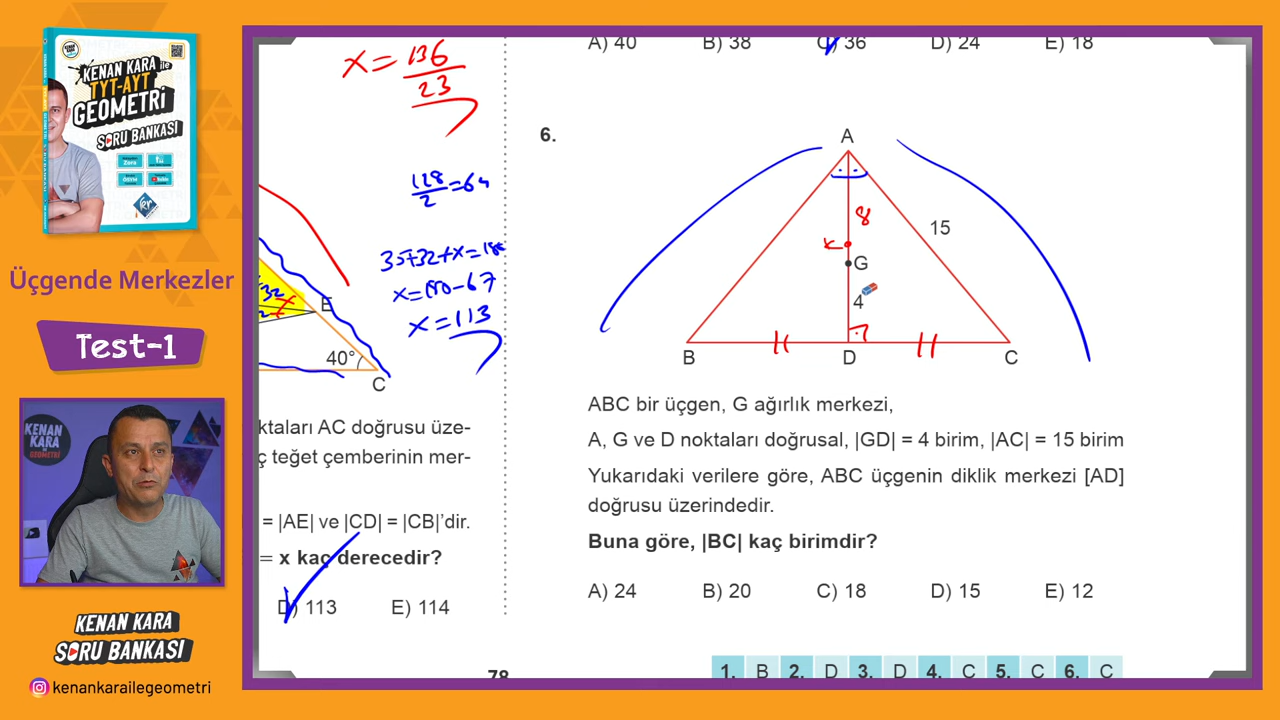 KENAN KARA ile
TYT-AYT
GEOMETRİ
SORU BANKASI
Üçgende Merkezler
Test-1
KENAN
KARA
KENAN KARA
SORU BANKASI
kenankarailegeometri
x = 136
23
128
2 = 64
35+32+x=180
x=180-67
x = 113
E
40°
C
ktaları AC doğrusu üze-
ç teğet çemberinin mer-
= |AE| ve |CD| = |CB|'dir.
= x kaç derecedir?
D) 113 E) 114
78
A) 40 B) 38 C) 36 D) 24 E) 18
6.
A
8
15
K
G
4
B D C
ABC bir üçgen, G ağırlık merkezi,
A, G ve D noktaları doğrusal, |GD| = 4 birim, |AC| = 15 birim
Yukarıdaki verilere göre, ABC üçgenin diklik merkezi [AD]
doğrusu üzerindedir.
Buna göre, |BC| kaç birimdir?
A) 24 B) 20 C) 18 D) 15 E) 12
1. B 2. D 3. D 4. C 5. C 6. C